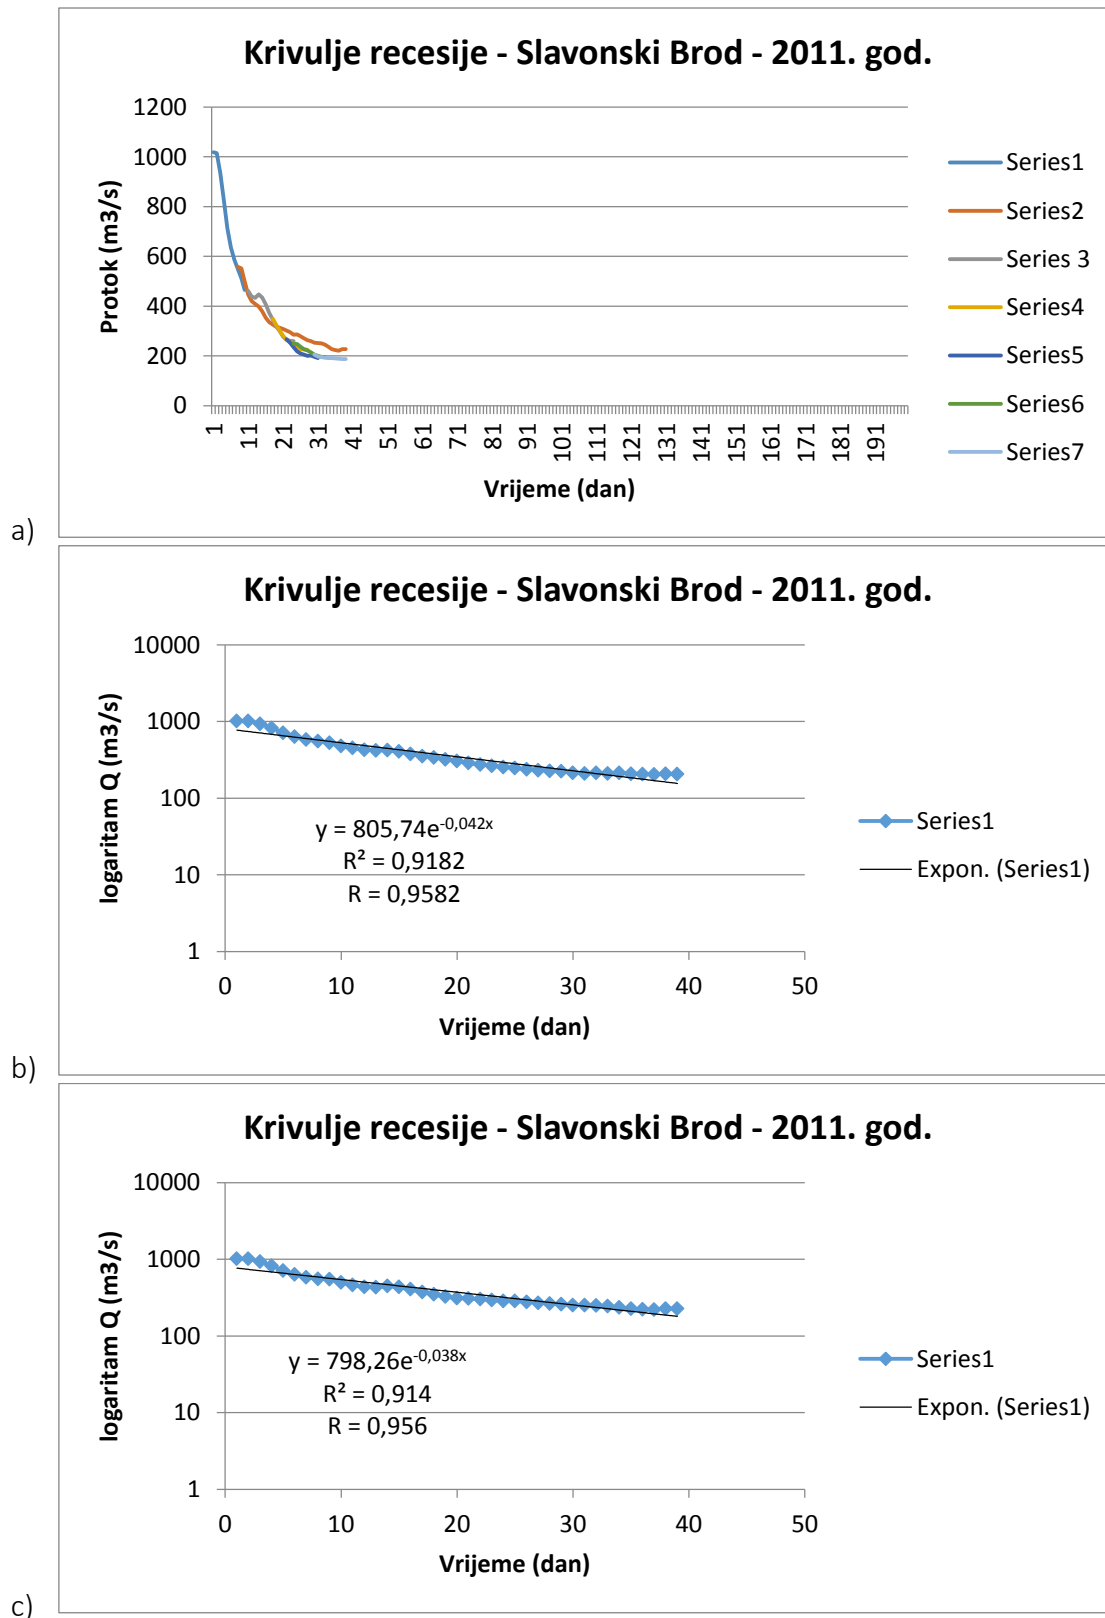 Krivulje recesije - Slavonski Brod - 2011. god.
Protok (m3/s)
1200
1000
800
600
400
200
0
1 11 21 31 41 51 61 71 81 91 101 111 121 131 141 151 161 171 181 191
Vrijeme (dan)
Series1
Series2
Series 3
Series4
Series5
Series6
Series7
a)
Krivulje recesije - Slavonski Brod - 2011. god.
logaritam Q (m3/s)
10000
1000
100
10
1
y = 805,74e^-0,042x
R² = 0,9182
R = 0,9582
0 10 20 30 40 50
Vrijeme (dan)
Series1
Expon. (Series1)
b)
Krivulje recesije - Slavonski Brod - 2011. god.
logaritam Q (m3/s)
10000
1000
100
10
1
y = 798,26e^-0,038x
R² = 0,914
R = 0,956
0 10 20 30 40 50
Vrijeme (dan)
Series1
Expon. (Series1)
c)